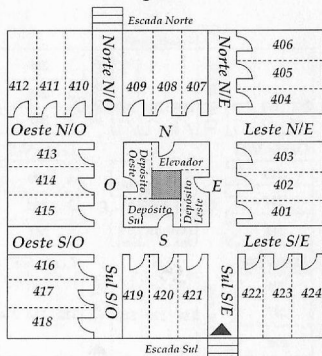 Escada Norte
Norte N/O
Norte N/E
412 411 410
409 408 407
406
405
404
Oeste N/O
N
Leste N/E
413
414
415
O
Depósito Oeste
Elevador
Depósito Sul
Depósito Leste
E
403
402
401
Oeste S/O
S
Leste S/E
416
417
418
Sul S/O
419 420 421
Sul S/E
422 423 424
Escada Sul